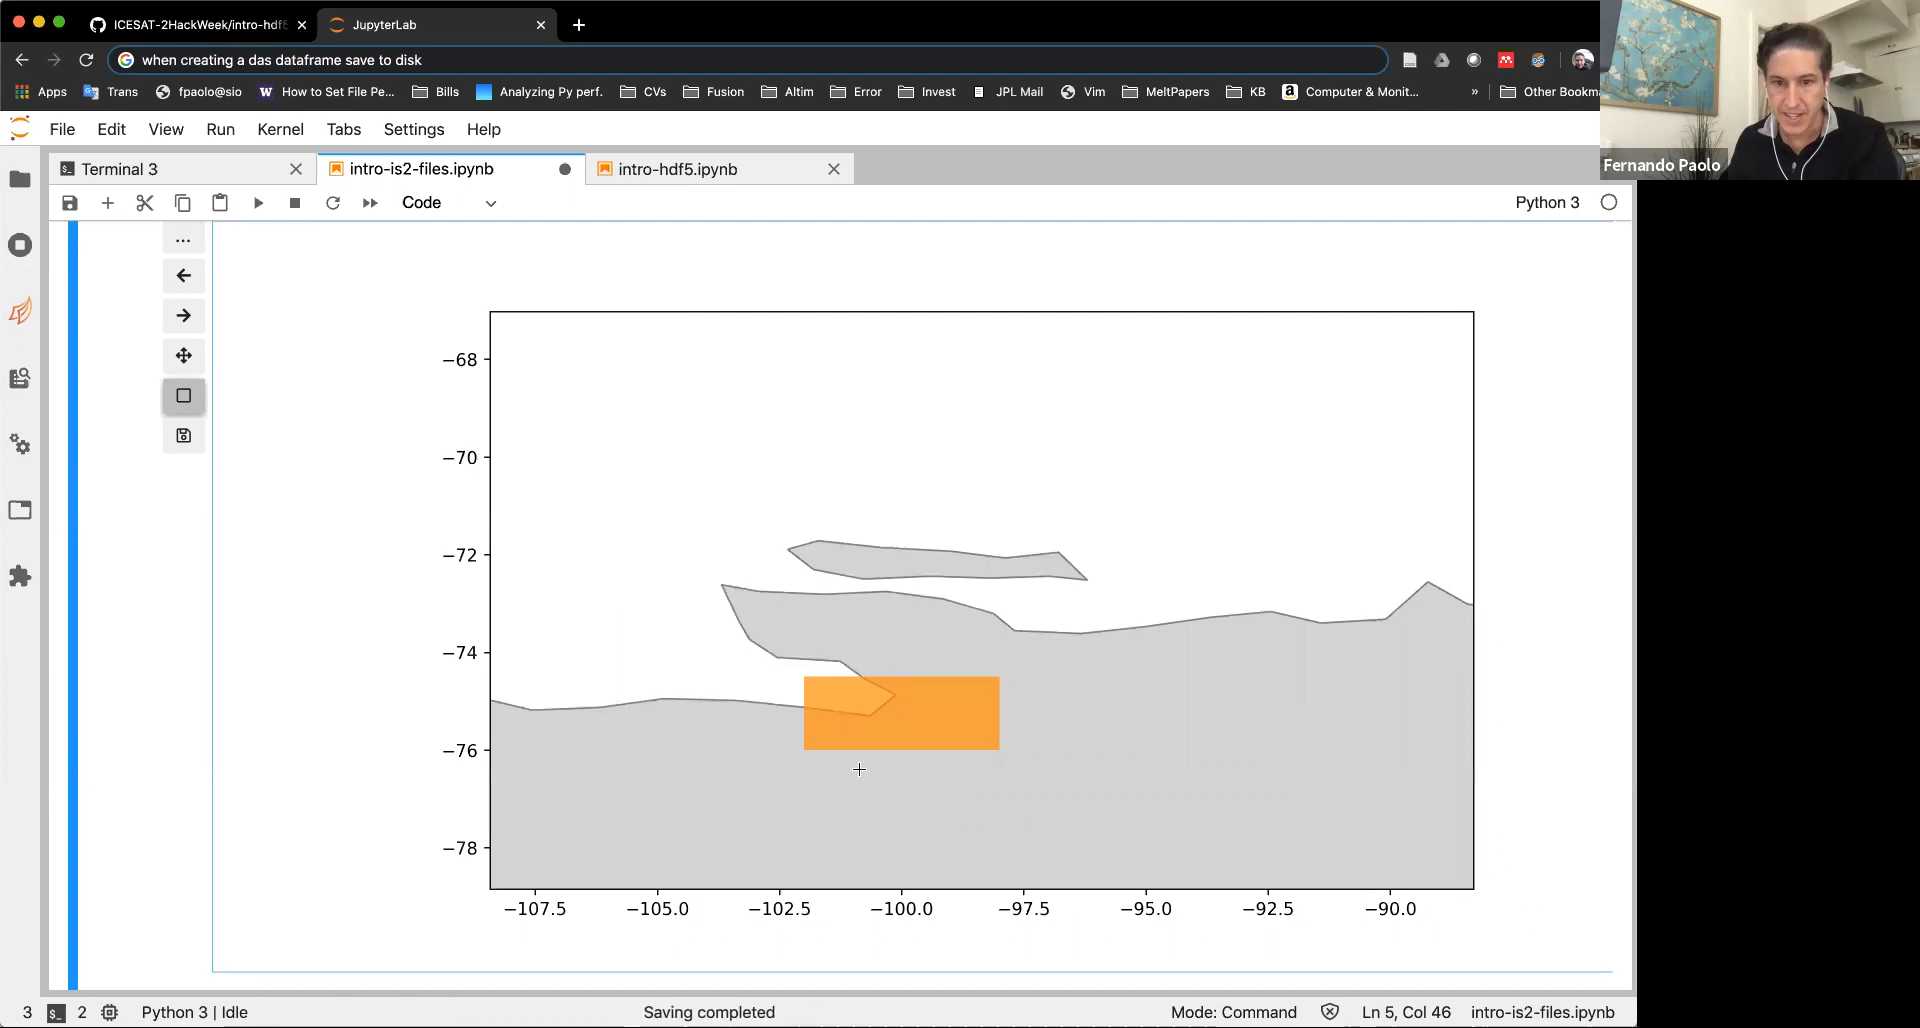 ICESAT-2HackWeek/intro-hdf5
JupyterLab
when creating a das dataframe save to disk
Apps Trans fpaolo@sio How to Set File Pe... Bills Analyzing Py perf. CVs Fusion Altim Error Invest JPL Mail Vim MeltPapers KB Computer & Monit... » Other Bookma
File Edit View Run Kernel Tabs Settings Help
Fernando Paolo
Terminal 3
intro-is2-files.ipynb
intro-hdf5.ipynb
Code
Python 3
...
−68
−70
−72
−74
−76
−78
−107.5 −105.0 −102.5 −100.0 −97.5 −95.0 −92.5 −90.0
3 $_ 2 Python 3 | Idle Saving completed Mode: Command Ln 5, Col 46 intro-is2-files.ipynb